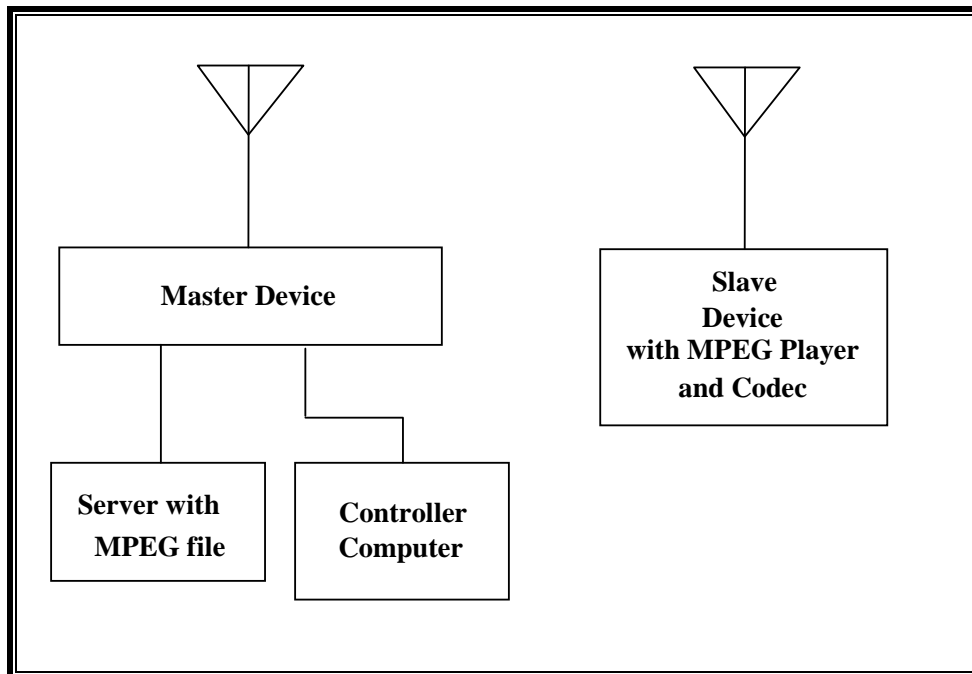 Master Device
Slave
Device
with MPEG Player
and Codec
Server with
MPEG file
Controller
Computer